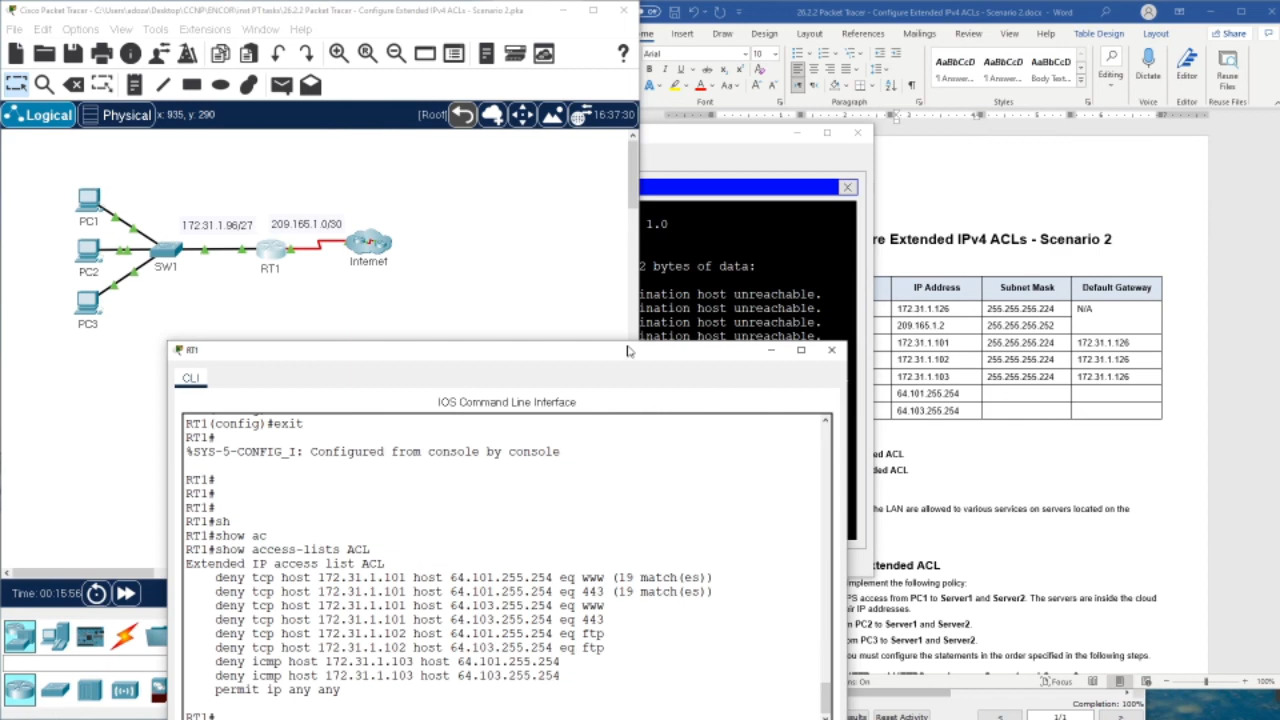 Cisco Packet Tracer - C:\Users\edosa\Desktop\CCNP\ENCOR\inst PT tasks\26.2.2 Packet Tracer - Configure Extended IPv4 ACLs - Scenario 2.pka
File Edit Options View Tools Extensions Window Help
Logical Physical x: 935, y: 290 [Root] 16:37:30
PC1
PC2
PC3
SW1
172.31.1.96/27
209.165.1.0/30
RT1
Internet
Time: 00:15:56
26.2.2 Packet Tracer - Configure Extended IPv4 ACLs - Scenario 2.docx - Word
me Insert Draw Design Layout References Mailings Review View Help Table Design Layout Share
Arial 10
AaBbCcD AaBbCcD AaBbCcD
¶ Answer... ¶ Answer... Body Text...
Editing Dictate Editor Reuse Files
Font Paragraph Styles Voice Editor Reuse Files
1.0
2 bytes of data:
ination host unreachable.
ination host unreachable.
ination host unreachable.
ination host unreachable.
re Extended IPv4 ACLs - Scenario 2
IP Address Subnet Mask Default Gateway
172.31.1.126 255.255.255.224 N/A
209.165.1.2 255.255.255.252
172.31.1.101 255.255.255.224 172.31.1.126
172.31.1.102 255.255.255.224 172.31.1.126
172.31.1.103 255.255.255.224 172.31.1.126
64.101.255.254
64.103.255.254
ed ACL
ded ACL
the LAN are allowed to various services on servers located on the
xtended ACL
mplement the following policy:
PS access from PC1 to Server1 and Server2. The servers are inside the cloud
ir IP addresses.
m PC2 to Server1 and Server2.
om PC3 to Server1 and Server2.
you must configure the statements in the order specified in the following steps.
ns: On Focus 100%
Completion: 100%
ults Reset Activity < 1/1 >
RT1
CLI
IOS Command Line Interface
RT1(config)#exit
RT1#
%SYS-5-CONFIG_I: Configured from console by console
RT1#
RT1#
RT1#
RT1#sh
RT1#show ac
RT1#show access-lists ACL
Extended IP access list ACL
deny tcp host 172.31.1.101 host 64.101.255.254 eq www (19 match(es))
deny tcp host 172.31.1.101 host 64.101.255.254 eq 443 (19 match(es))
deny tcp host 172.31.1.101 host 64.103.255.254 eq www
deny tcp host 172.31.1.101 host 64.103.255.254 eq 443
deny tcp host 172.31.1.102 host 64.101.255.254 eq ftp
deny tcp host 172.31.1.102 host 64.103.255.254 eq ftp
deny icmp host 172.31.1.103 host 64.101.255.254
deny icmp host 172.31.1.103 host 64.103.255.254
permit ip any any
RT1#